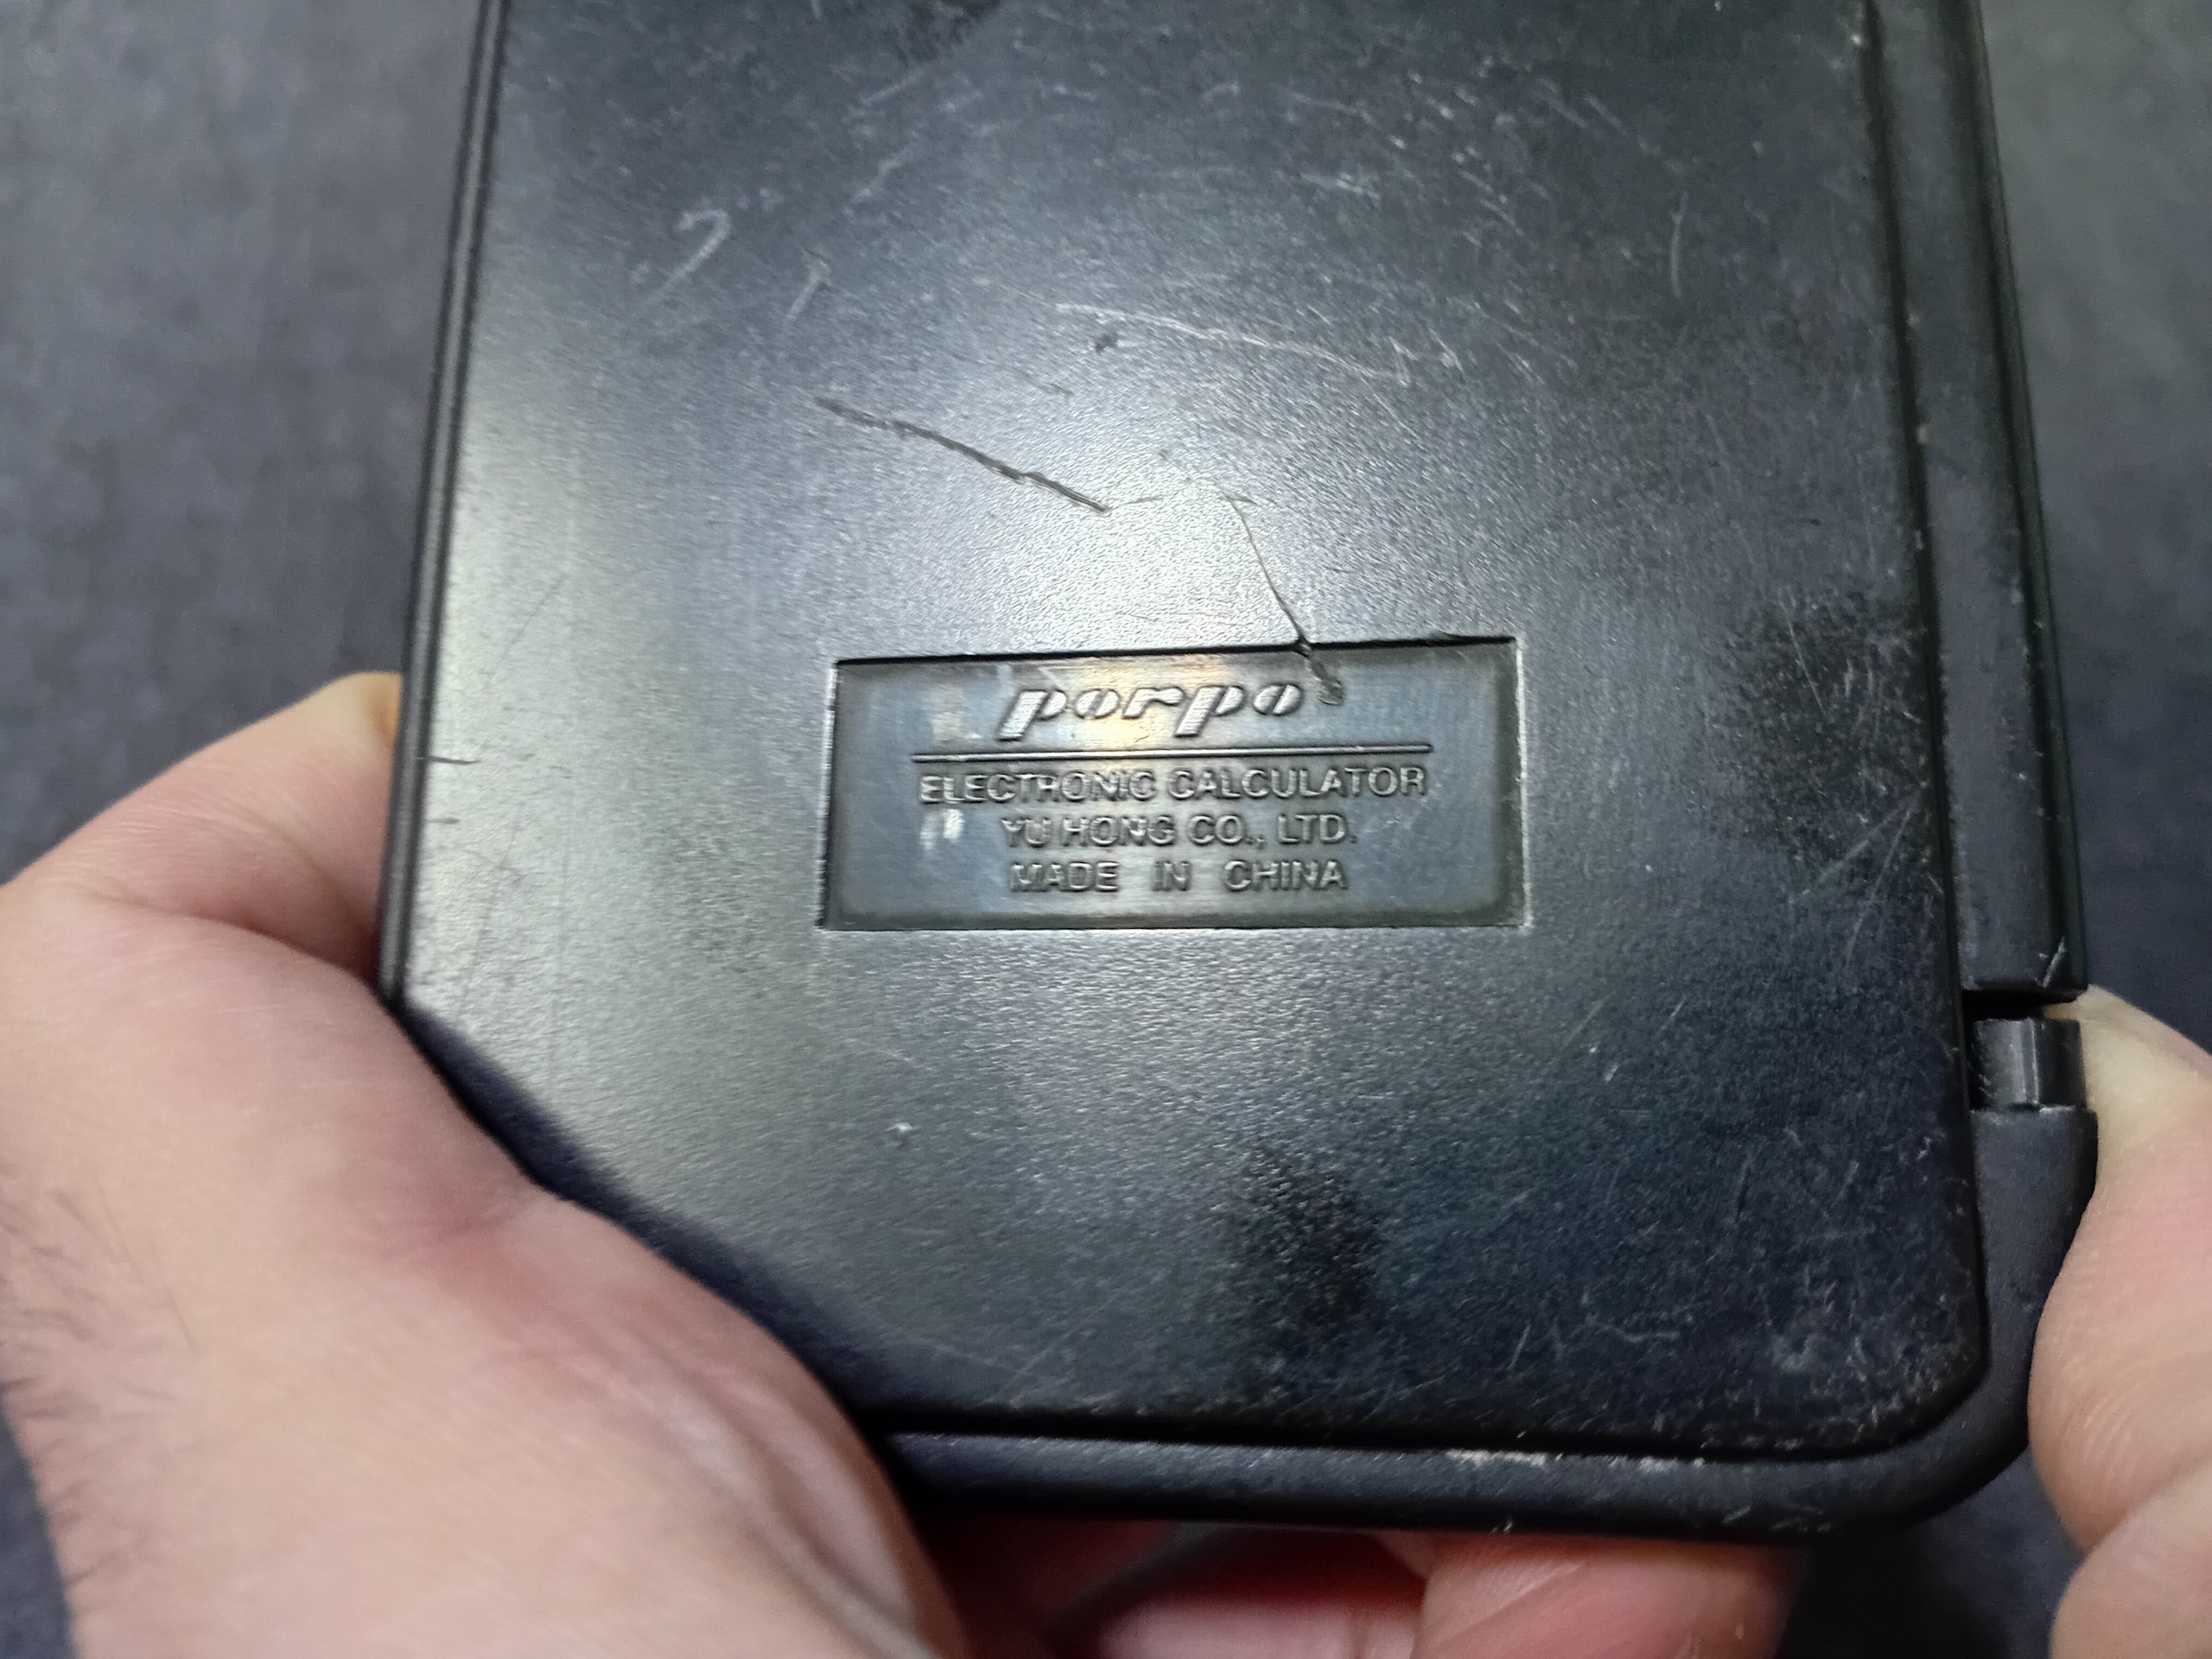 porpo
ELECTRONIC CALCULATOR
YU HONG CO., LTD.
MADE IN CHINA